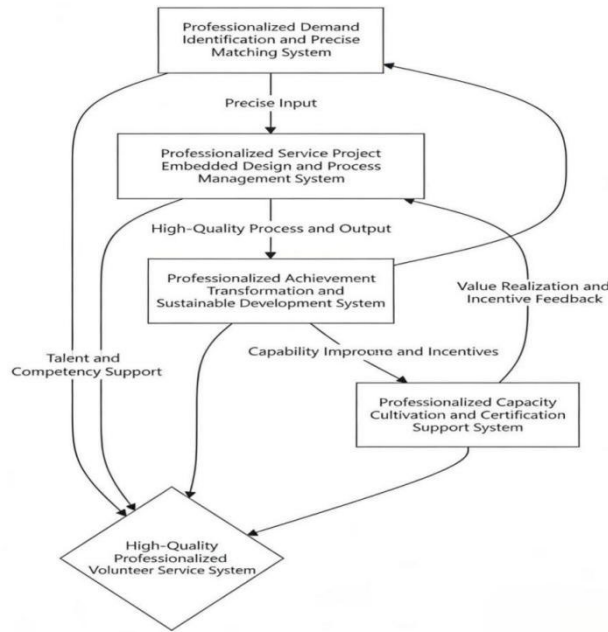 Professionalized Demand
Identification and Precise
Matching System
Precise Input
Professionalized Service Project
Embedded Design and Process
Management System
High-Quality Process and Output
Professionalized Achievement
Transformation and
Sustainable Development System
Value Realization and
Incentive Feedback
Talent and
Competency Support
Capability Improune and Incentives
Professionalized Capacity
Cultivation and Certification
Support System
High-Quality
Professionalized
Volunteer Service System